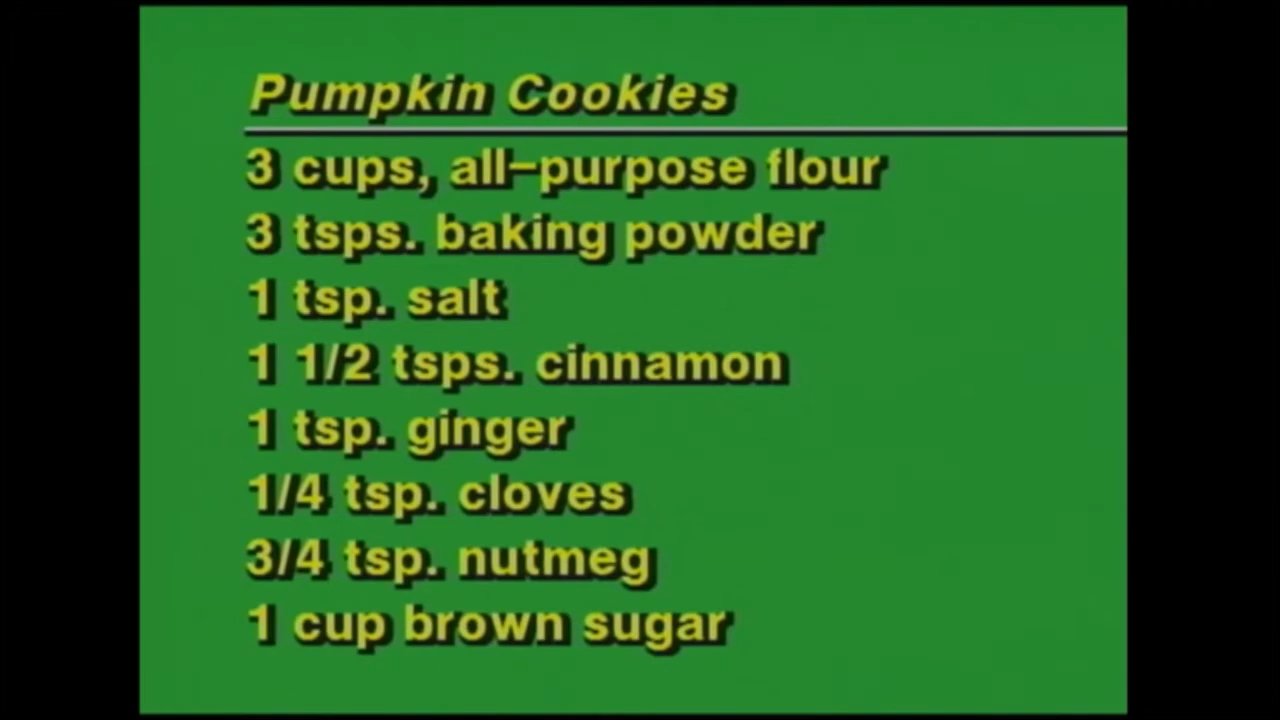 Pumpkin Cookies
3 cups, all-purpose flour
3 tsps. baking powder
1 tsp. salt
1 1/2 tsps. cinnamon
1 tsp. ginger
1/4 tsp. cloves
3/4 tsp. nutmeg
1 cup brown sugar